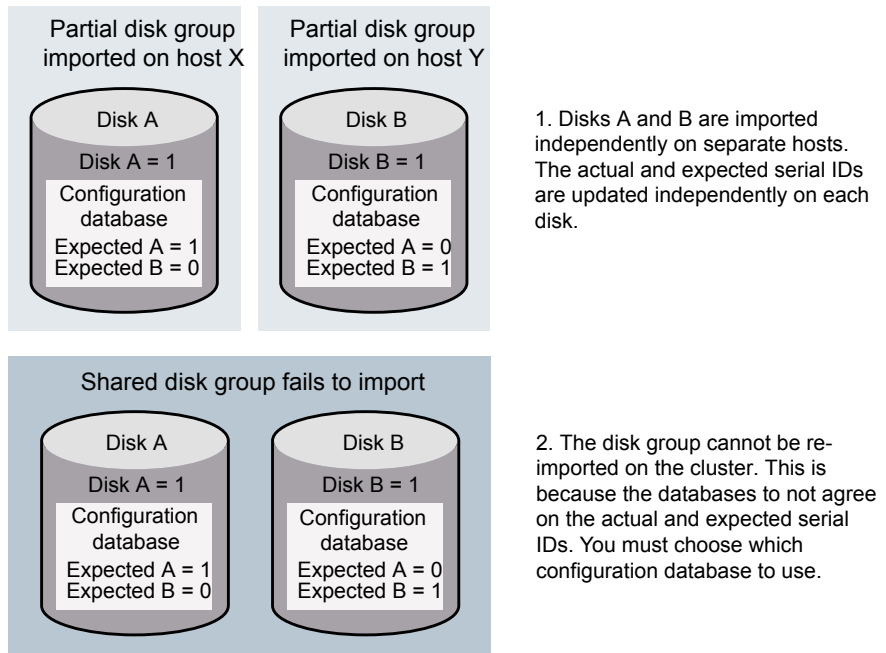 Partial disk group
imported on host X
Disk A
Disk A = 1
Configuration
database
Expected A = 1
Expected B = 0
Partial disk group
imported on host Y
Disk B
Disk B = 1
Configuration
database
Expected A = 0
Expected B = 1
1. Disks A and B are imported
independently on separate hosts.
The actual and expected serial IDs
are updated independently on each
disk.
Shared disk group fails to import
Disk A
Disk A = 1
Configuration
database
Expected A = 1
Expected B = 0
Disk B
Disk B = 1
Configuration
database
Expected A = 0
Expected B = 1
2. The disk group cannot be re-
imported on the cluster. This is
because the databases to not agree
on the actual and expected serial
IDs. You must choose which
configuration database to use.